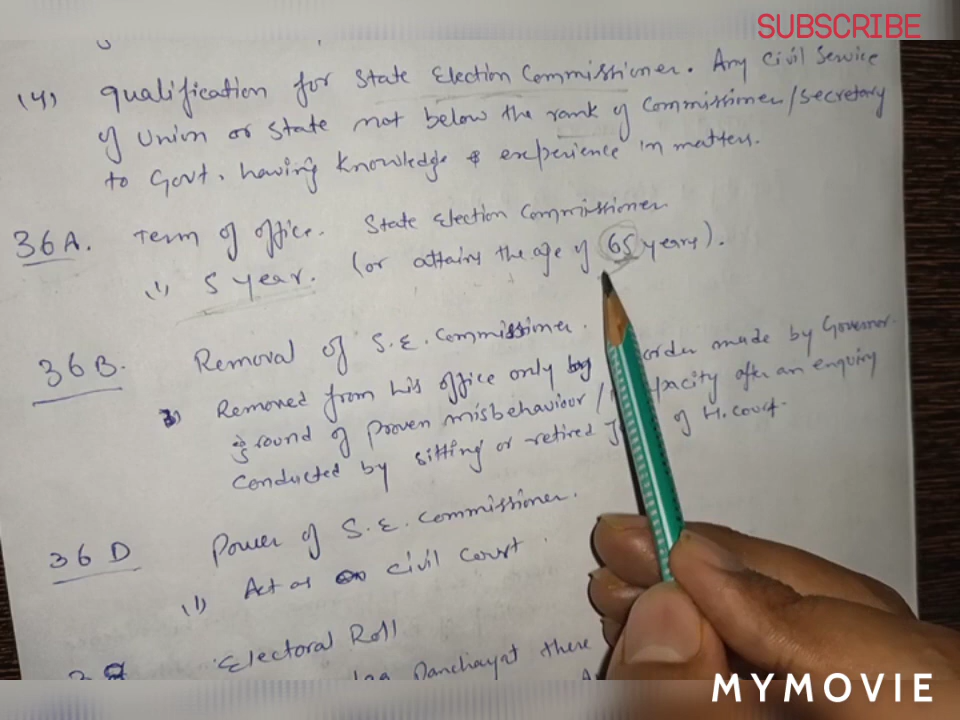 SUBSCRIBE
(4) qualification for State Election Commissioner. Any Civil Service
of Union or State not below the rank of Commissioner/Secretary
to Govt. having knowledge & experience in matters.
36A. Term of office. State Election Commissioner
(1) 5 year. (or attains the age of 65 years).
36B. Removal of S.E. Commissioner.
Removed from his office only by order made by Governor.
ground of proven misbehaviour/ after an enquiry
conducted by sitting or retired of H. Court.
36D Power of S.E. Commissioner.
(1) Act as civil court.
Electoral Roll
Panchayat there
MYMOVIE